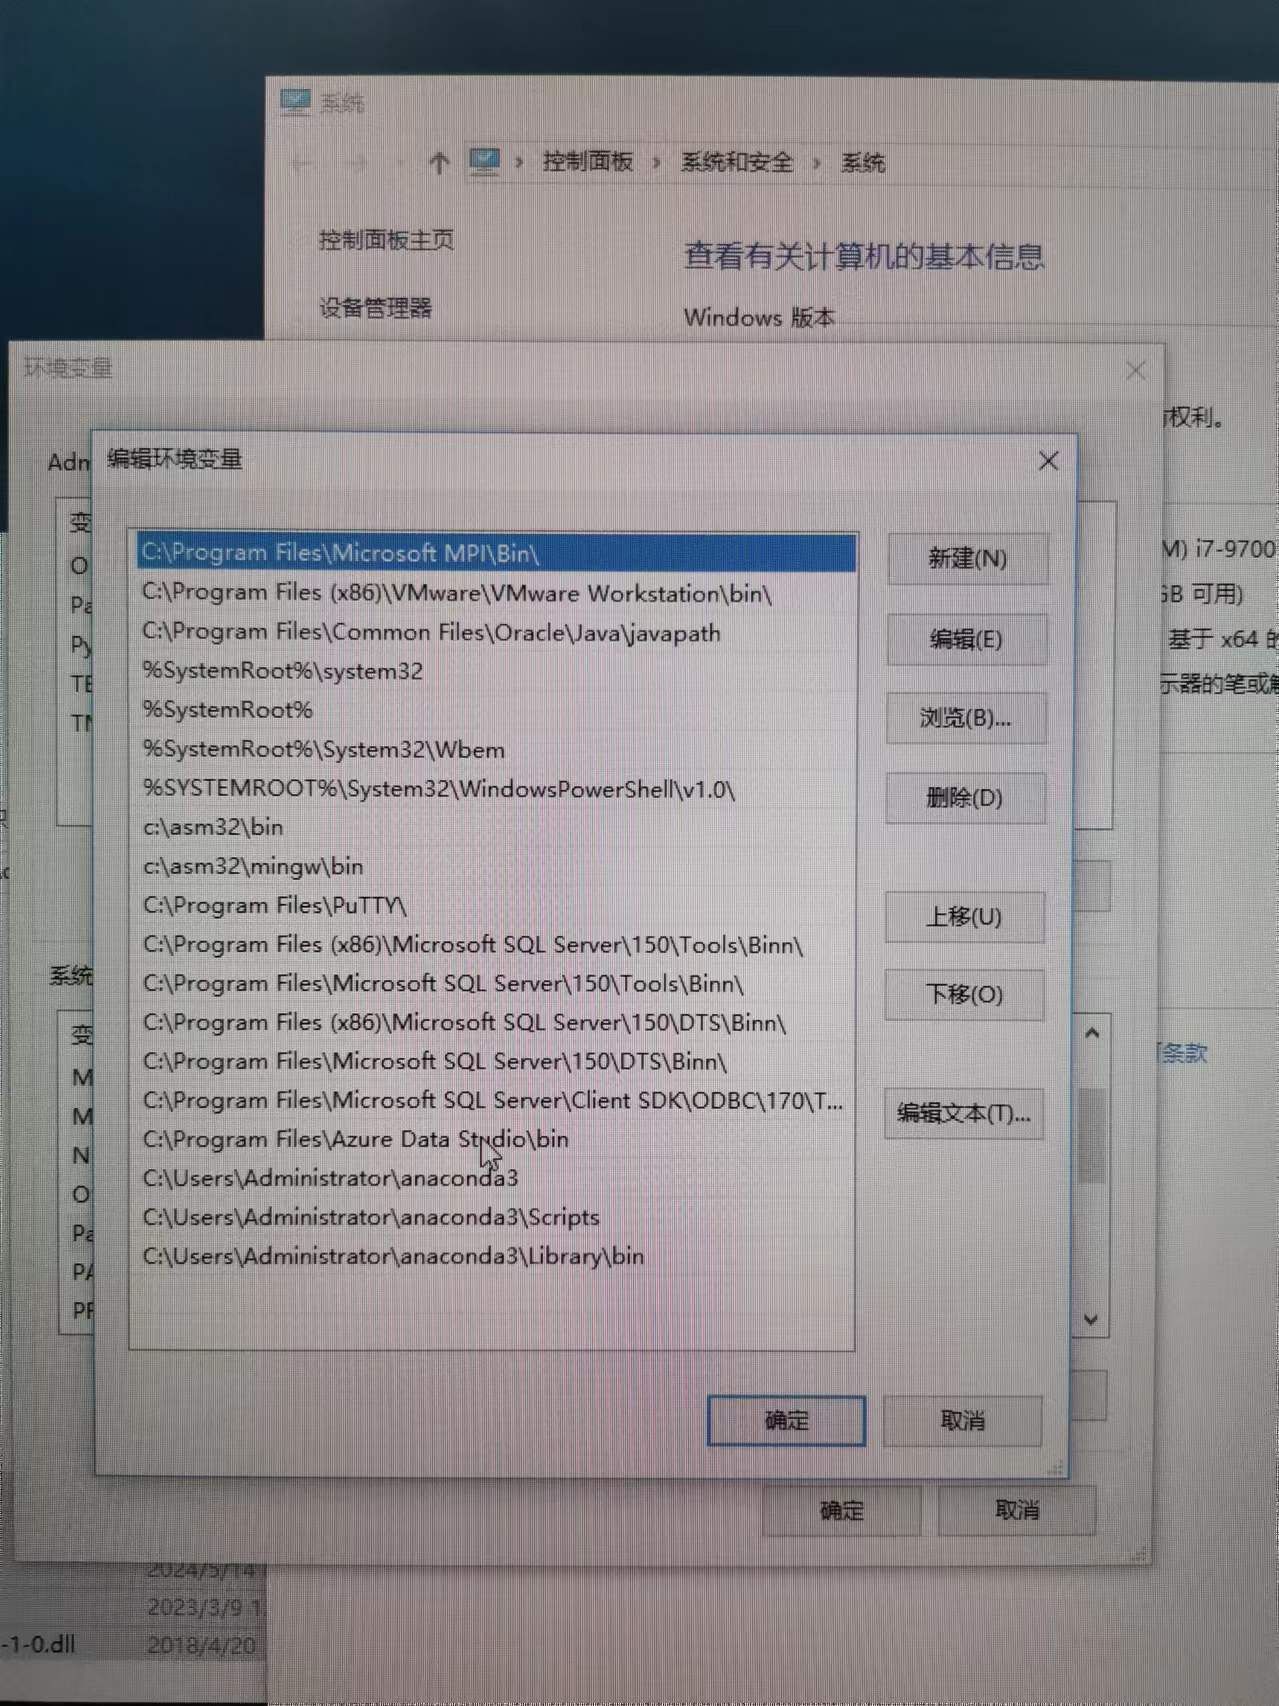 系统
控制面板 › 系统和安全 › 系统
控制面板主页
查看有关计算机的基本信息
设备管理器
Windows 版本
环境变量
权利。
Adm
编辑环境变量
变
O
Pa
Py
TE
TM
C:\Program Files\Microsoft MPI\Bin\
C:\Program Files (x86)\VMware\VMware Workstation\bin\
C:\Program Files\Common Files\Oracle\Java\javapath
%SystemRoot%\system32
%SystemRoot%
%SystemRoot%\System32\Wbem
%SYSTEMROOT%\System32\WindowsPowerShell\v1.0\
c:\asm32\bin
c:\asm32\mingw\bin
C:\Program Files\PuTTY\
C:\Program Files (x86)\Microsoft SQL Server\150\Tools\Binn\
C:\Program Files\Microsoft SQL Server\150\Tools\Binn\
C:\Program Files (x86)\Microsoft SQL Server\150\DTS\Binn\
C:\Program Files\Microsoft SQL Server\150\DTS\Binn\
C:\Program Files\Microsoft SQL Server\Client SDK\ODBC\170\T...
C:\Program Files\Azure Data Studio\bin
C:\Users\Administrator\anaconda3
C:\Users\Administrator\anaconda3\Scripts
C:\Users\Administrator\anaconda3\Library\bin
新建(N)
编辑(E)
浏览(B)...
删除(D)
上移(U)
下移(O)
编辑文本(T)...
M) i7-9700
GB 可用)
基于 x64 的
示器的笔或触
系统
变
M
M
N
O
Pa
PA
PR
条款
确定
取消
确定
取消
2024/5/14
2023/3/9 1
-1-0.dll
2018/4/20